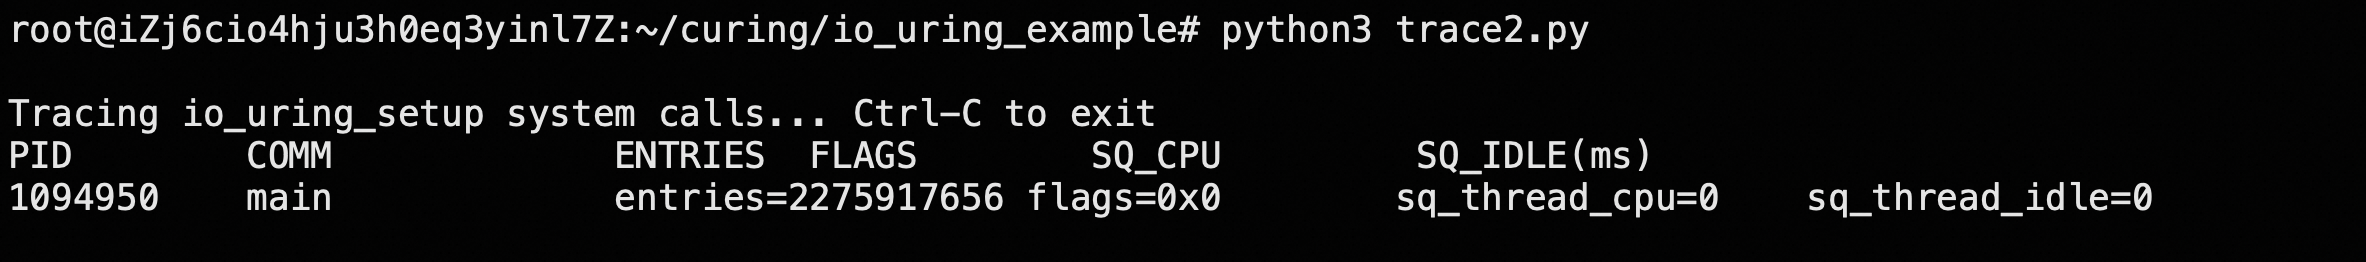 root@iZj6cio4hju3h0eq3yinl7Z:~/curing/io_uring_example# python3 trace2.py
Tracing io_uring_setup system calls... Ctrl-C to exit
PID COMM ENTRIES FLAGS SQ_CPU SQ_IDLE(ms)
1094950 main entries=2275917656 flags=0x0 sq_thread_cpu=0 sq_thread_idle=0